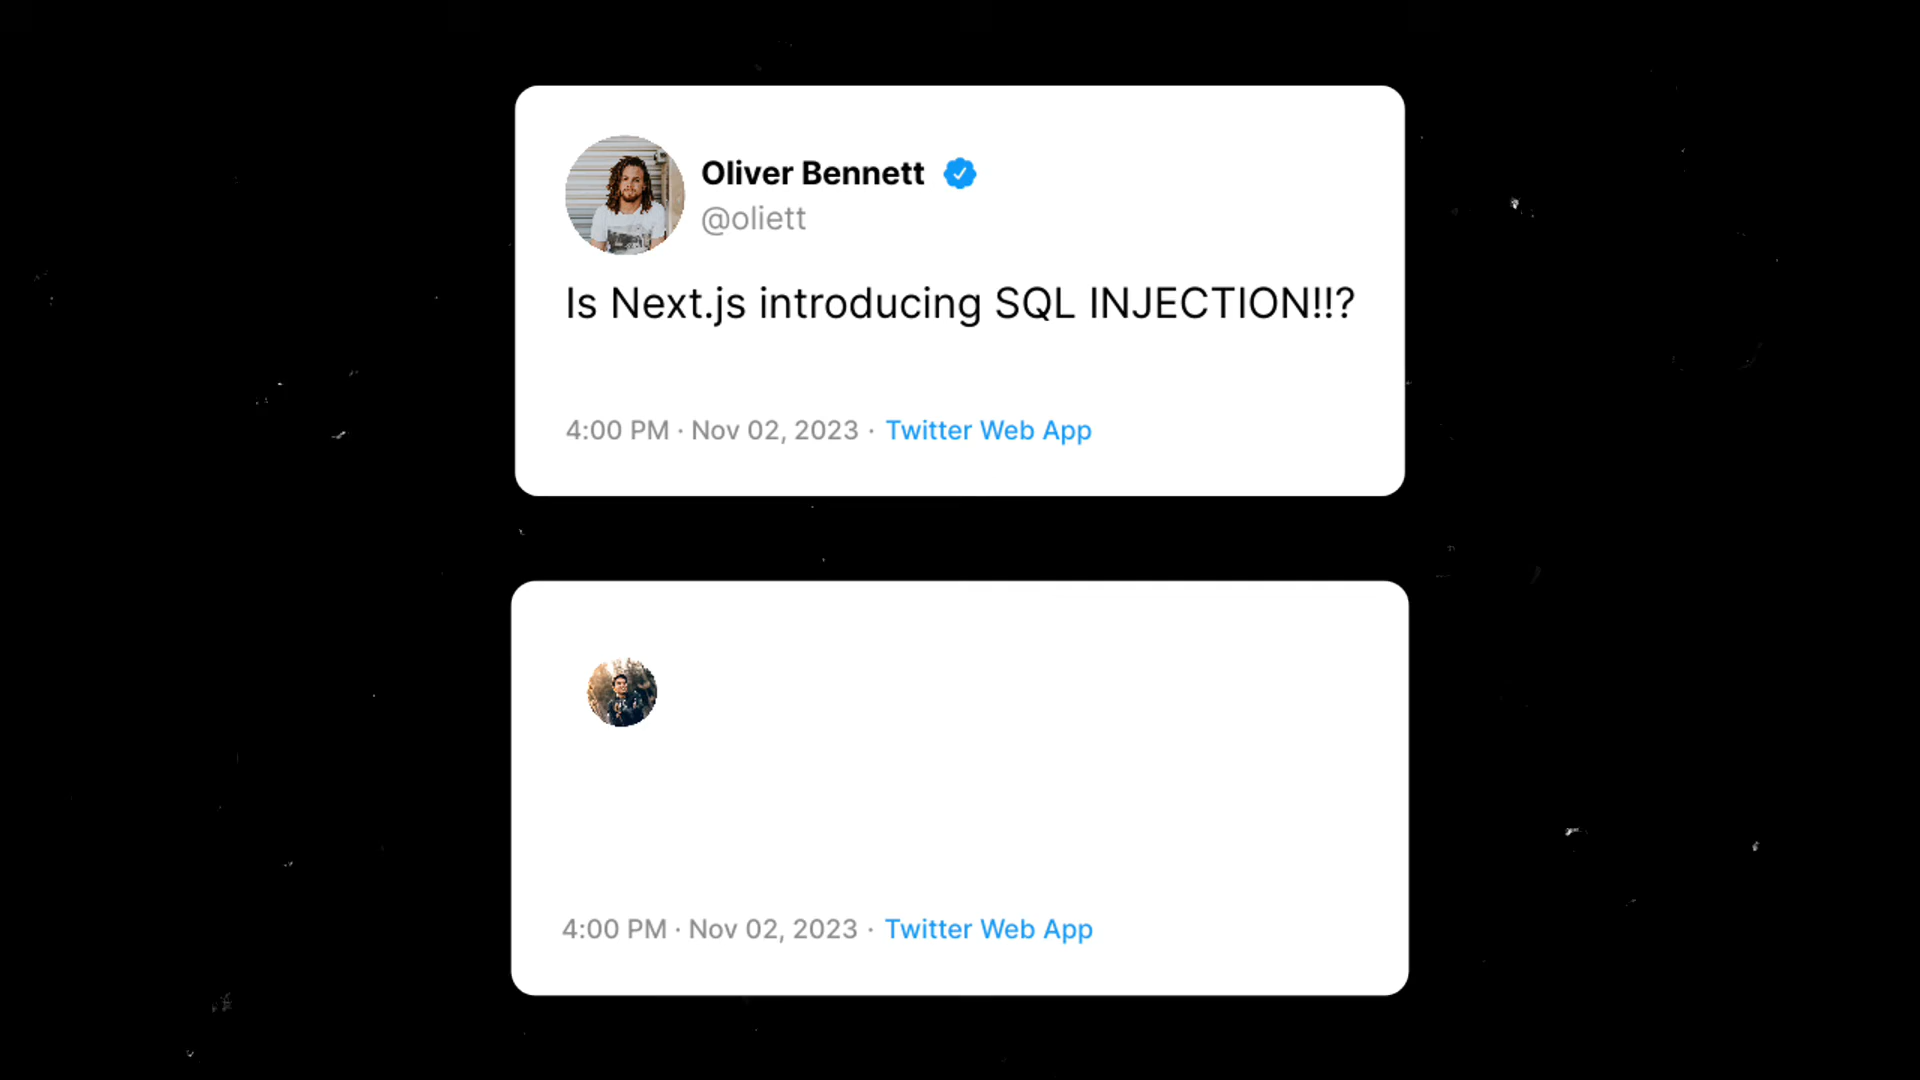 Oliver Bennett
@oliett
Is Next.js introducing SQL INJECTION!!?
4:00 PM · Nov 02, 2023 · Twitter Web App
4:00 PM · Nov 02, 2023 · Twitter Web App